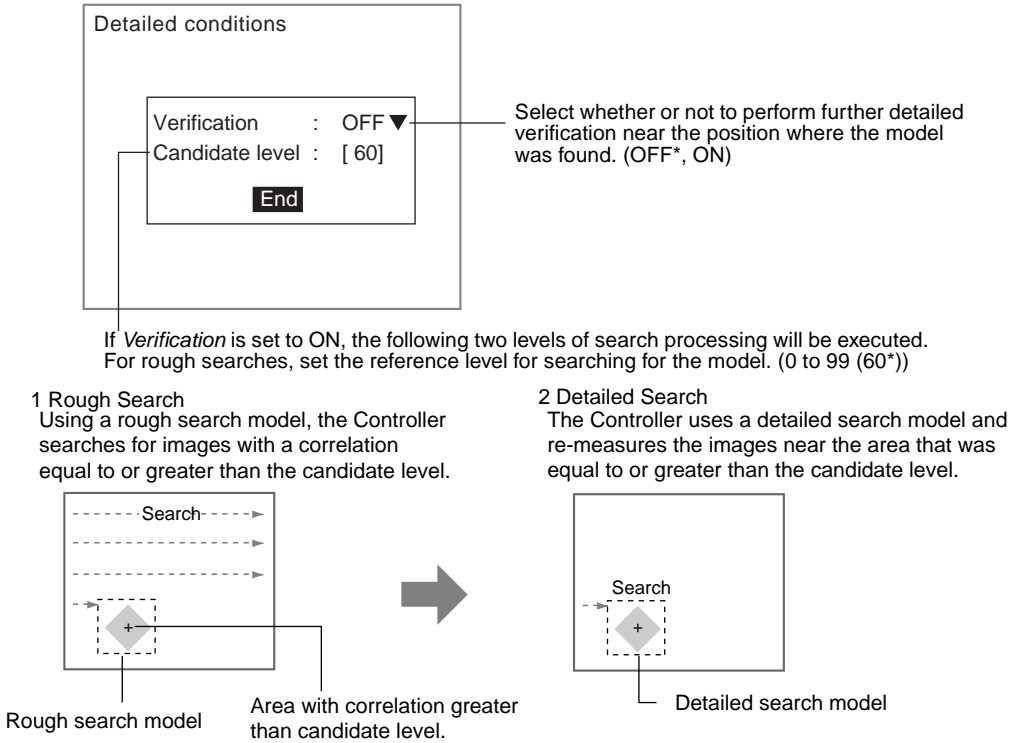 Detailed conditions
Verification : OFF▼
Candidate level : [ 60]
End
Select whether or not to perform further detailed
verification near the position where the model
was found. (OFF*, ON)
If Verification is set to ON, the following two levels of search processing will be executed.
For rough searches, set the reference level for searching for the model. (0 to 99 (60*))
1 Rough Search
Using a rough search model, the Controller
searches for images with a correlation
equal to or greater than the candidate level.
Search
+
Rough search model
Area with correlation greater
than candidate level.
2 Detailed Search
The Controller uses a detailed search model and
re-measures the images near the area that was
equal to or greater than the candidate level.
Search
+
Detailed search model